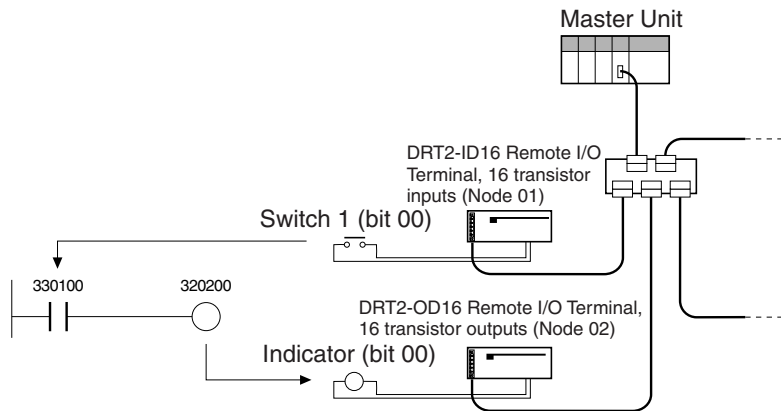 Master Unit
DRT2-ID16 Remote I/O
Terminal, 16 transistor
inputs (Node 01)
Switch 1 (bit 00)
330100 320200
DRT2-OD16 Remote I/O Terminal,
16 transistor outputs (Node 02)
Indicator (bit 00)